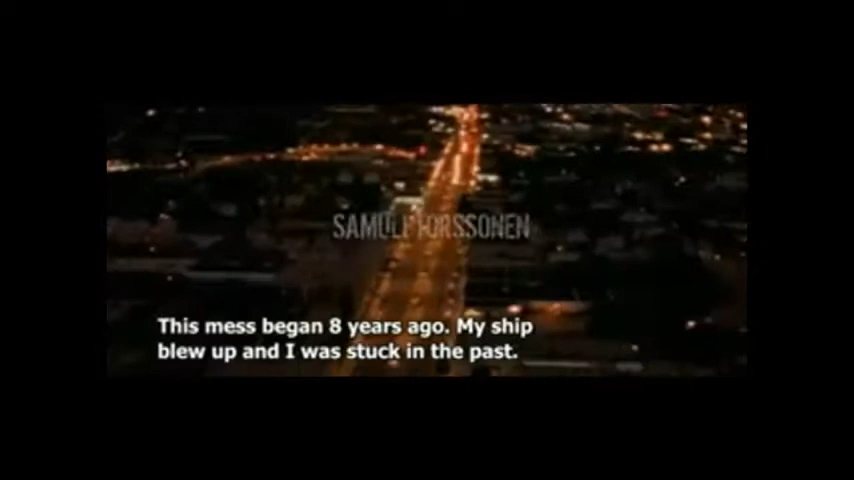 SAMULI TORSSONEN
This mess began 8 years ago. My ship
blew up and I was stuck in the past.